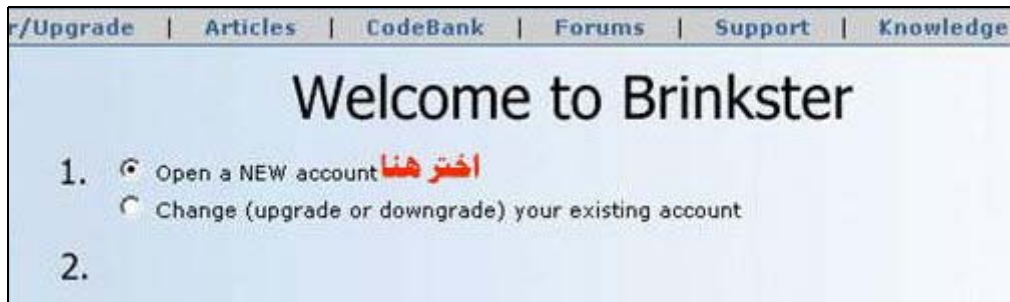 r/Upgrade | Articles | CodeBank | Forums | Support | Knowledge
Welcome to Brinkster
1. Open a NEW account اختر هنا
Change (upgrade or downgrade) your existing account
2.